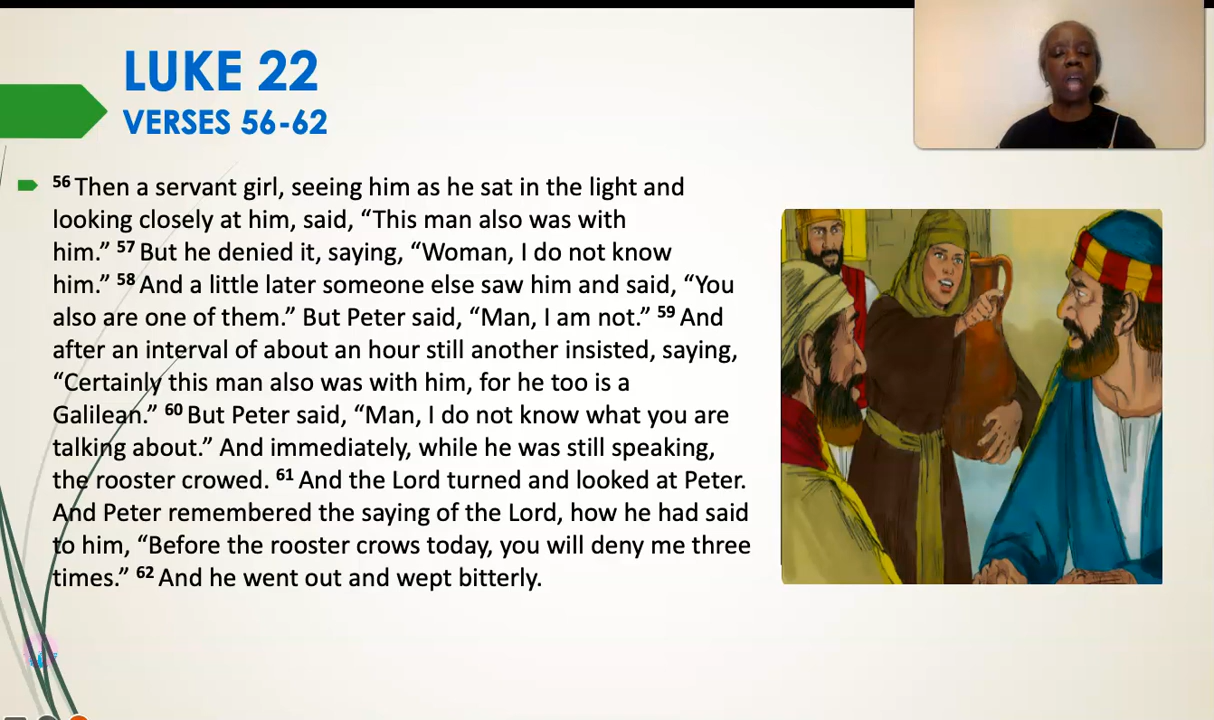 LUKE 22
VERSES 56-62
56 Then a servant girl, seeing him as he sat in the light and
looking closely at him, said, “This man also was with
him.” 57 But he denied it, saying, “Woman, I do not know
him.” 58 And a little later someone else saw him and said, “You
also are one of them.” But Peter said, “Man, I am not.” 59 And
after an interval of about an hour still another insisted, saying,
“Certainly this man also was with him, for he too is a
Galilean.” 60 But Peter said, “Man, I do not know what you are
talking about.” And immediately, while he was still speaking,
the rooster crowed. 61 And the Lord turned and looked at Peter.
And Peter remembered the saying of the Lord, how he had said
to him, “Before the rooster crows today, you will deny me three
times.” 62 And he went out and wept bitterly.